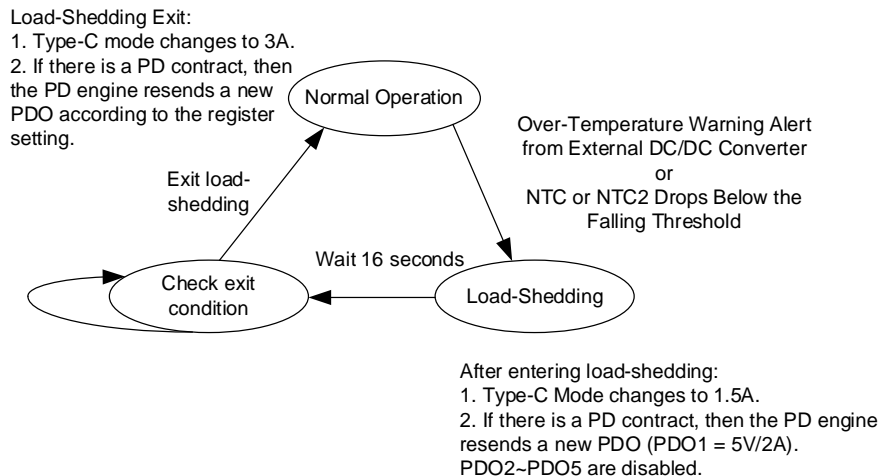 Load-Shedding Exit:
1. Type-C mode changes to 3A.
2. If there is a PD contract, then
the PD engine resends a new
PDO according to the register
setting.
Normal Operation
Over-Temperature Warning Alert
from External DC/DC Converter
or
NTC or NTC2 Drops Below the
Falling Threshold
Exit load-
shedding
Wait 16 seconds
Check exit
condition
Load-Shedding
After entering load-shedding:
1. Type-C Mode changes to 1.5A.
2. If there is a PD contract, then the PD engine
resends a new PDO (PDO1 = 5V/2A).
PDO2~PDO5 are disabled.